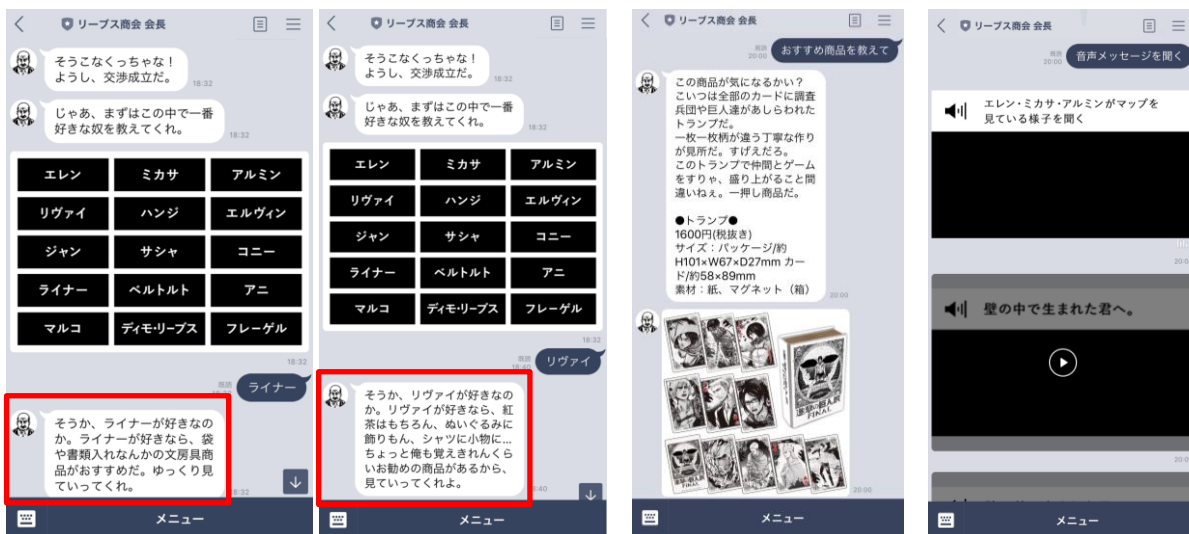 リーブス商会 会長
そうこなくっちゃな！
ようし、交渉成立だ。
18:32
じゃあ、まずはこの中で一番
好きな奴を教えてくれ。
18:32
エレン ミカサ アルミン
リヴァイ ハンジ エルヴィン
ジャン サシャ コニー
ライナー ベルトルト アニ
マルコ ディモ・リーブス フレーゲル
18:32
既読
ライナー
そうか、ライナーが好きなの
か。ライナーが好きなら、袋
や書類入れなんかの文房具商
品がおすすめだ。ゆっくり見
ていってくれ。
8:32
メニュー
リーブス商会 会長
そうこなくっちゃな！
ようし、交渉成立だ。
18:32
じゃあ、まずはこの中で一番
好きな奴を教えてくれ。
18:32
エレン ミカサ アルミン
リヴァイ ハンジ エルヴィン
ジャン サシャ コニー
ライナー ベルトルト アニ
マルコ ディモ・リーブス フレーゲル
18:32
既読
18:40
リヴァイ
そうか、リヴァイが好きなの
か。リヴァイが好きなら、紅
茶はもちろん、ぬいぐるみに
飾りもん、シャツに小物に...
ちょっと俺も覚えきれんくら
いお勧めの商品があるから、
見ていってくれよ。
:40
メニュー
リーブス商会 会長
既読
20:00
おすすめ商品を教えて
この商品が気になるかい？
こいつは全部のカードに調査
兵団や巨人達があしらわれた
トランプだ。
一枚一枚柄が違う丁寧な作り
が見所だ。すげえだろ。
このトランプで仲間とゲーム
をすりゃ、盛り上がること間
違いねぇ。一押し商品だ。
●トランプ●
1600円(税抜き)
サイズ：パッケージ/約
H101×W67×D27mm カー
ド/約58×89mm
素材：紙、マグネット（箱）
20:00
進撃の巨人展
FINAL
20:00
メニュー
リーブス商会 会長
既読
20:00
音声メッセージを聞く
エレン・ミカサ・アルミンがマップを
見ている様子を聞く
20:0
壁の中で生まれた君へ。
20:0
メニュー